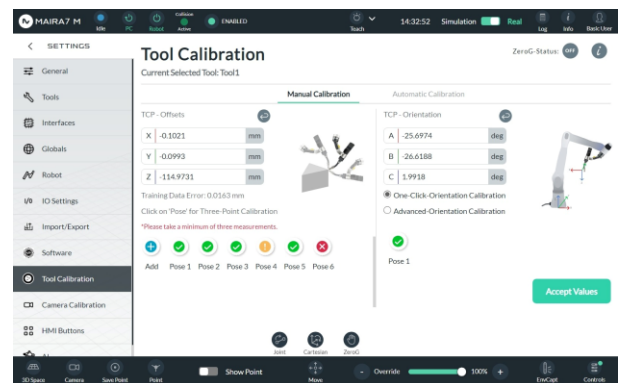 MAIRA7 M
Idle
PC
Robot
Collision
Active
ENABLED
Teach
14:32:52
Simulation
Real
Log
Info
Basic User
SETTINGS
General
Tools
Interfaces
Globals
Robot
I/O
IO Settings
Import/Export
Software
Tool Calibration
Camera Calibration
HMI Buttons
Tool Calibration
ZeroG-Status:
OFF
Current Selected Tool: Tool1
Manual Calibration
Automatic Calibration
TCP - Offsets
X -0.1021 mm
Y -0.0993 mm
Z -114.9731 mm
Training Data Error: 0.0163 mm
Click on 'Pose' for Three-Point Calibration
*Please take a minimum of three measurements.
Add Pose 1 Pose 2 Pose 3 Pose 4 Pose 5 Pose 6
TCP - Orientation
A -25.6974 deg
B -26.6188 deg
C 1.9918 deg
One-Click-Orientation Calibration
Advanced-Orientation Calibration
Pose 1
Accept Values
Joint Cartesian ZeroG
3D Space
Camera
Save Point
Point
Show Point
Move
- Override 100% +
EnvCapt
Controls